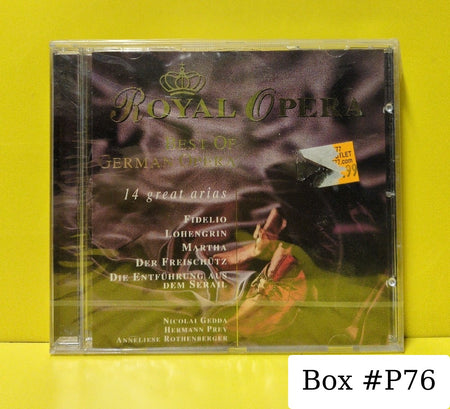 ROYAL OPERA
BEST OF
GERMAN OPERA
14 great arias
FIDELIO
LOHENGRIN
MARTHA
DER FREISCHÜTZ
DIE ENTFÜHRUNG AUS
DEM SERAIL
NICOLAI GEDDA
HERMANN PREY
ANNELIESE ROTHENBERGER
.99
Box #P76